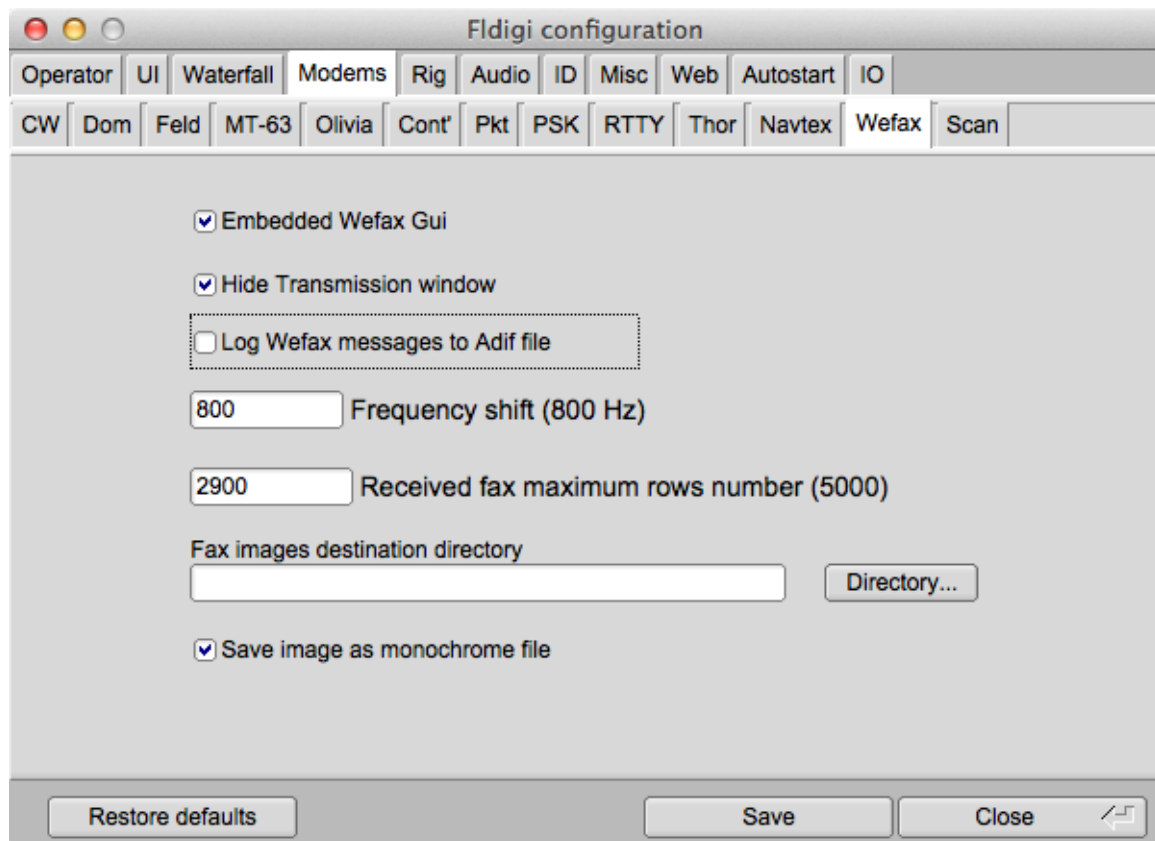 Fldigi configuration
Operator UI Waterfall Modems Rig Audio ID Misc Web Autostart IO
CW Dom Feld MT-63 Olivia Cont' Pkt PSK RTTY Thor Navtex Wefax Scan
Embedded Wefax Gui
Hide Transmission window
Log Wefax messages to Adif file
800 Frequency shift (800 Hz)
2900 Received fax maximum rows number (5000)
Fax images destination directory
Directory...
Save image as monochrome file
Restore defaults Save Close